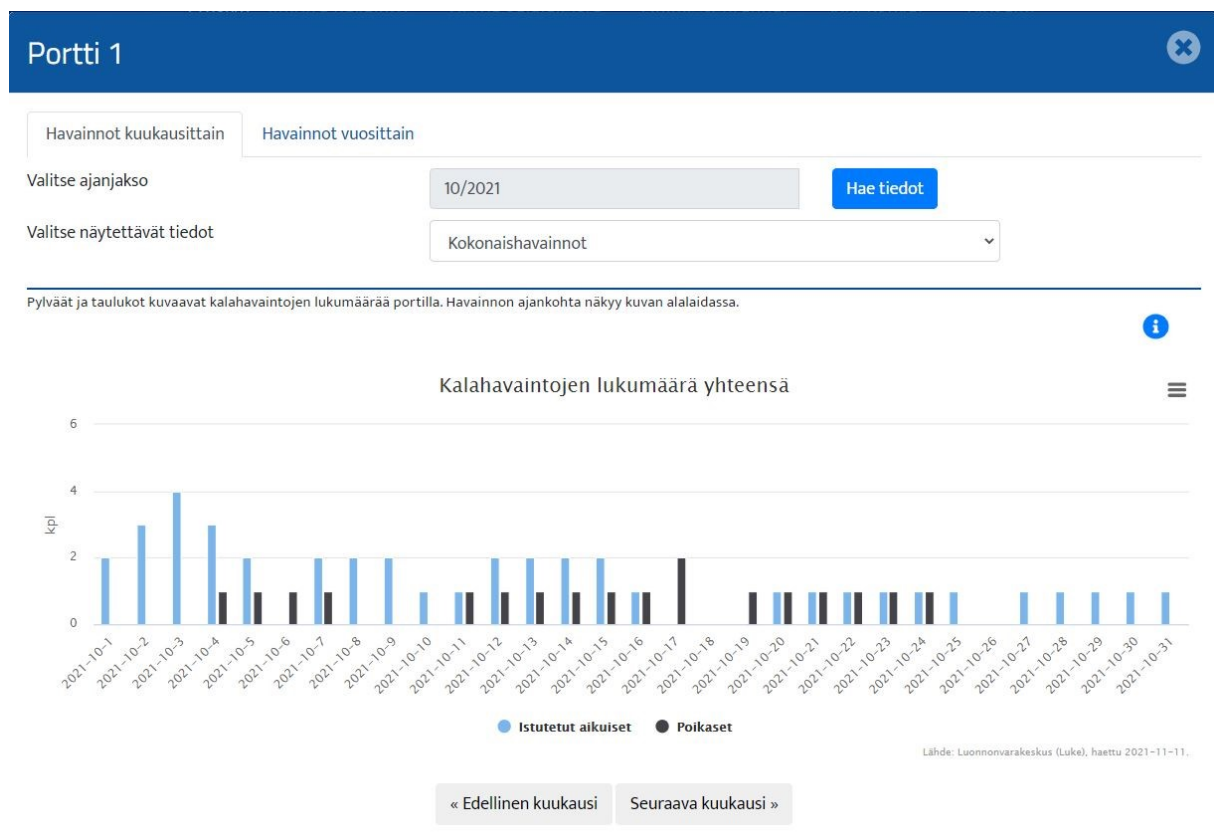 Portti 1
Havainnot kuukausittain Havainnot vuosittain
Valitse ajanjakso 10/2021 Hae tiedot
Valitse näytettävät tiedot Kokonaishavainnot
Pylväät ja taulukot kuvaavat kalahavaintojen lukumäärää portilla. Havainnon ajankohta näkyy kuvan alalaidassa.
Kalahavaintojen lukumäärä yhteensä
6
4
kpl
2
0
2021-10-1 2021-10-2 2021-10-3 2021-10-4 2021-10-5 2021-10-6 2021-10-7 2021-10-8 2021-10-9 2021-10-10 2021-10-11 2021-10-12 2021-10-13 2021-10-14 2021-10-15 2021-10-16 2021-10-17 2021-10-18 2021-10-19 2021-10-20 2021-10-21 2021-10-22 2021-10-23 2021-10-24 2021-10-25 2021-10-26 2021-10-27 2021-10-28 2021-10-29 2021-10-30 2021-10-31
Istutetut aikuiset Poikaset
Lähde: Luonnonvarakeskus (Luke), haettu 2021-11-11.
« Edellinen kuukausi Seuraava kuukausi »